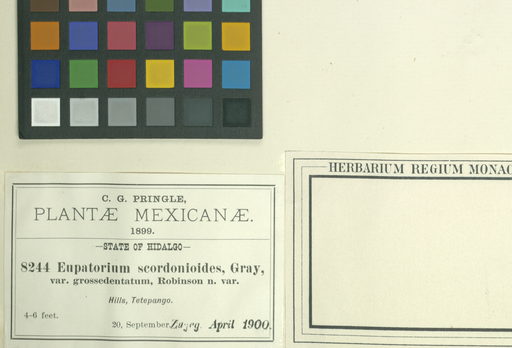 C. G. PRINGLE,
PLANTÆ MEXICANÆ.
1899.
—STATE OF HIDALGO—
8244 Eupatorium scordonioides, Gray,
var. grossedentatum, Robinson n. var.
Hills, Tetepango.
4-6 feet.
20, September April 1900.
HERBARIUM REGIUM MONAC